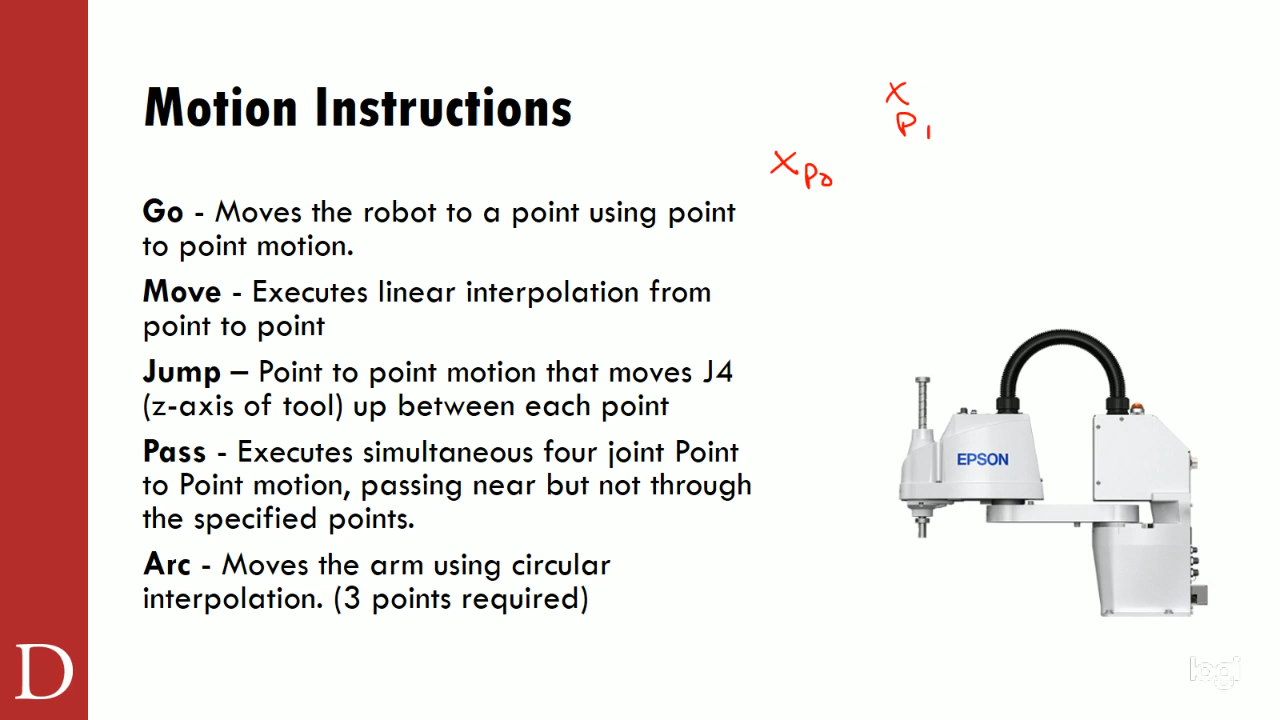 Motion Instructions
X
P1
X P0
Go - Moves the robot to a point using point
to point motion.
Move - Executes linear interpolation from
point to point
Jump – Point to point motion that moves J4
(z-axis of tool) up between each point
Pass - Executes simultaneous four joint Point
to Point motion, passing near but not through
the specified points.
Arc - Moves the arm using circular
interpolation. (3 points required)
EPSON
D
logi